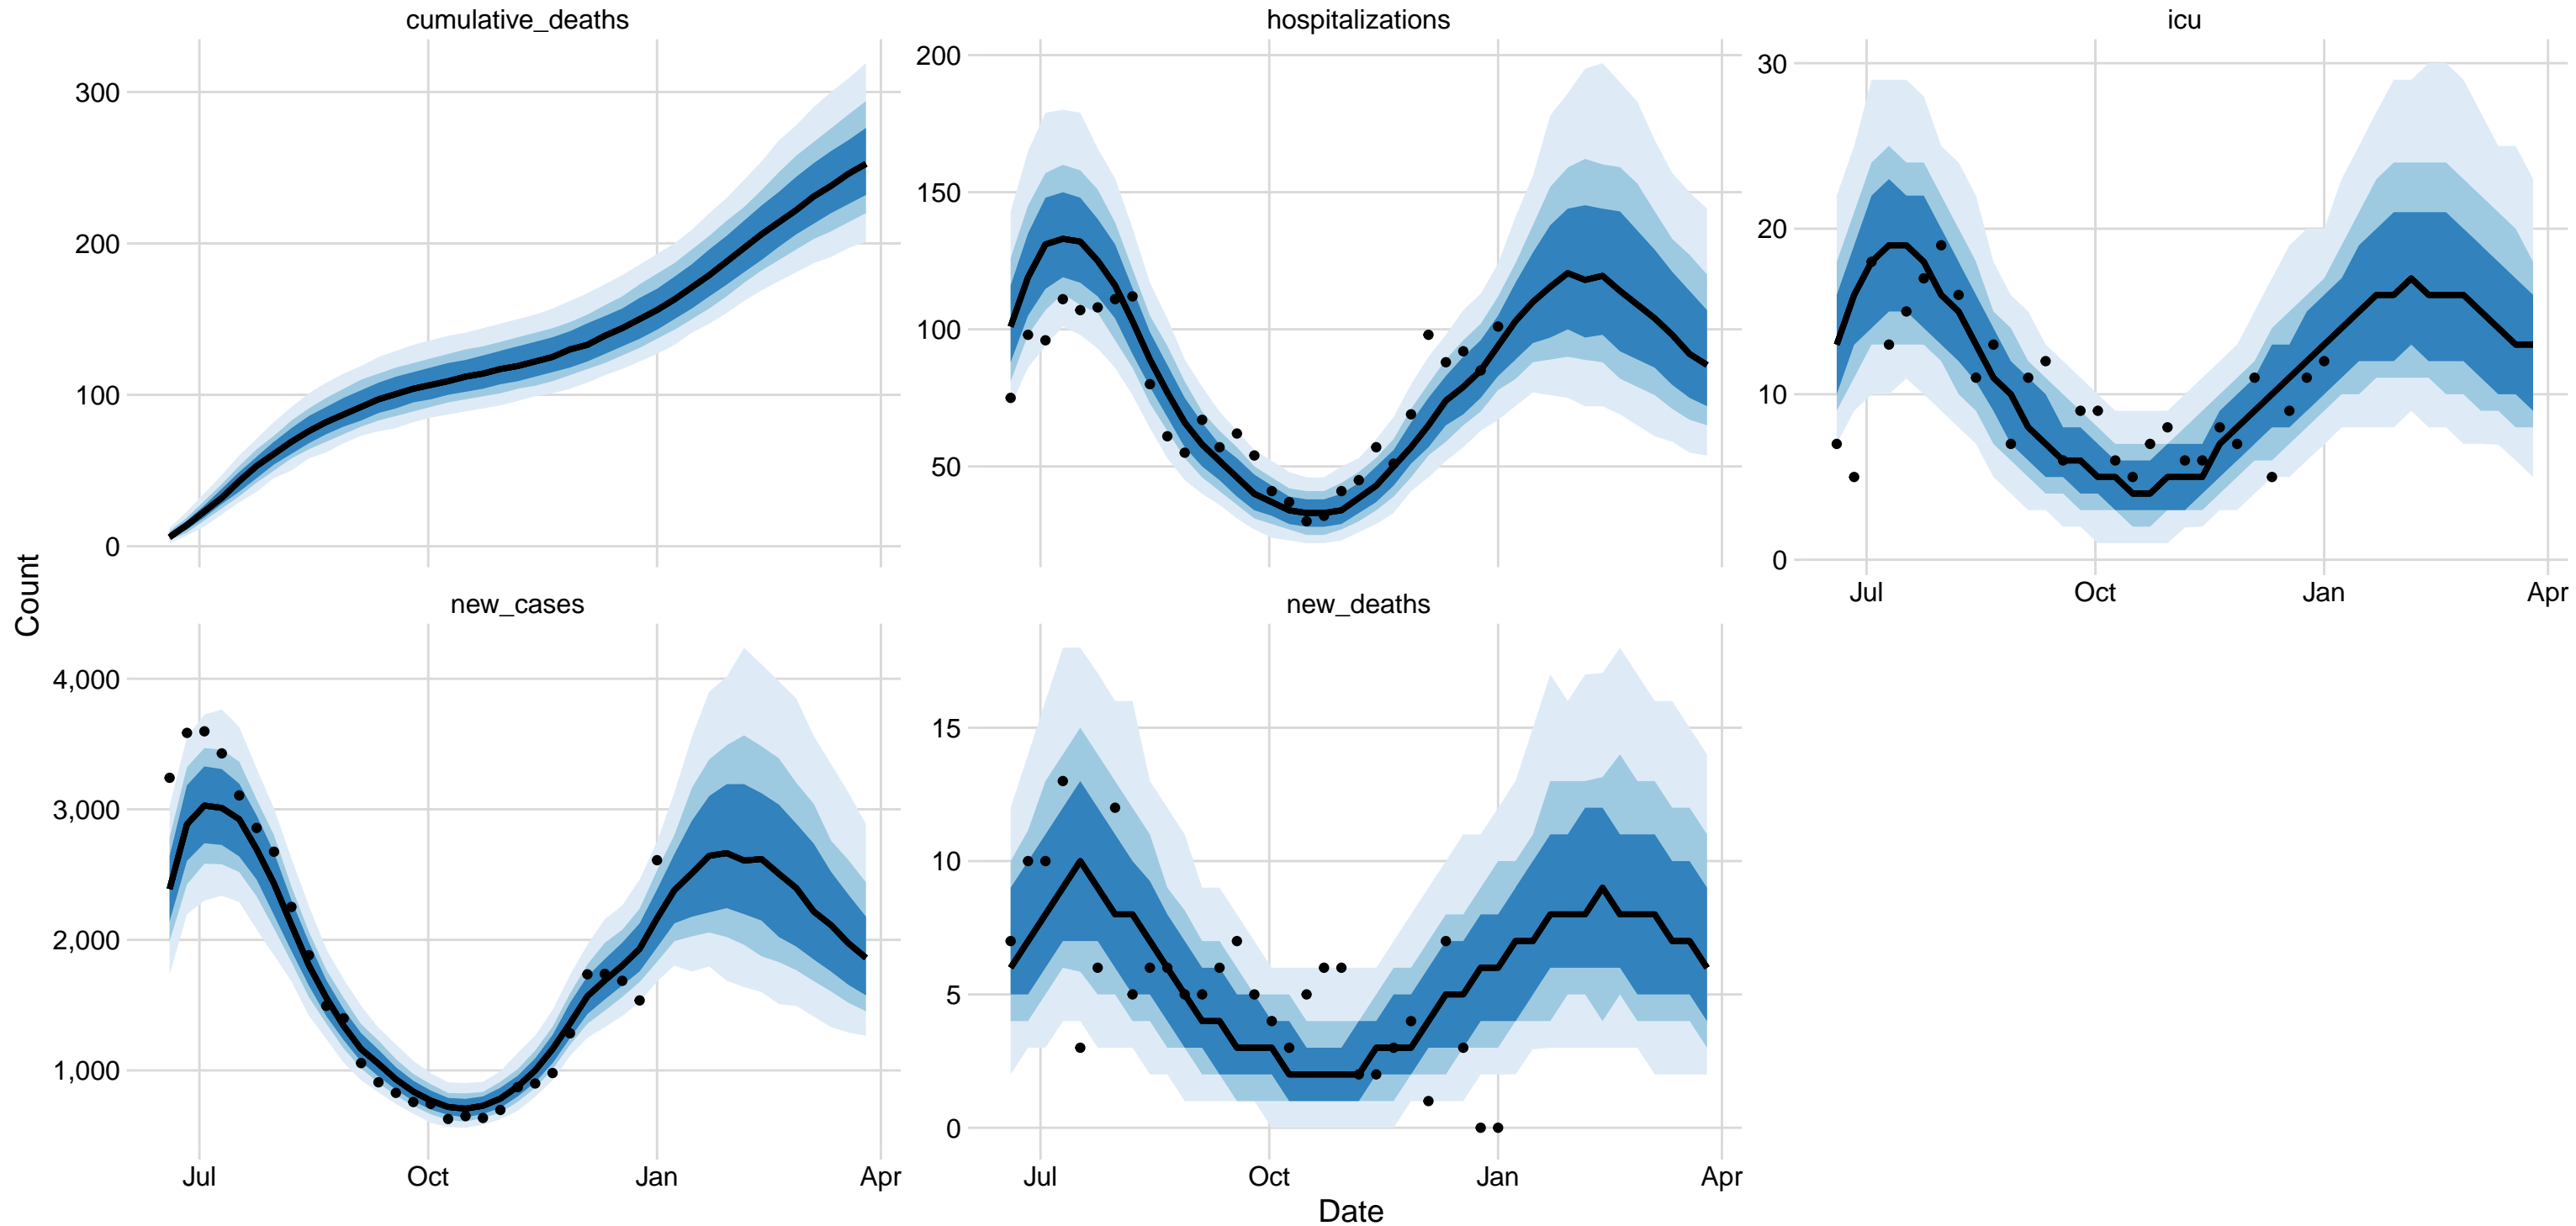 cumulative_deaths
hospitalizations
icu
300
200
100
0
200
150
100
50
30
20
10
0
Jul Oct Jan Apr
Count
new_cases
new_deaths
4,000
3,000
2,000
1,000
15
10
5
0
Jul Oct Jan Apr
Jul Oct Jan Apr
Date